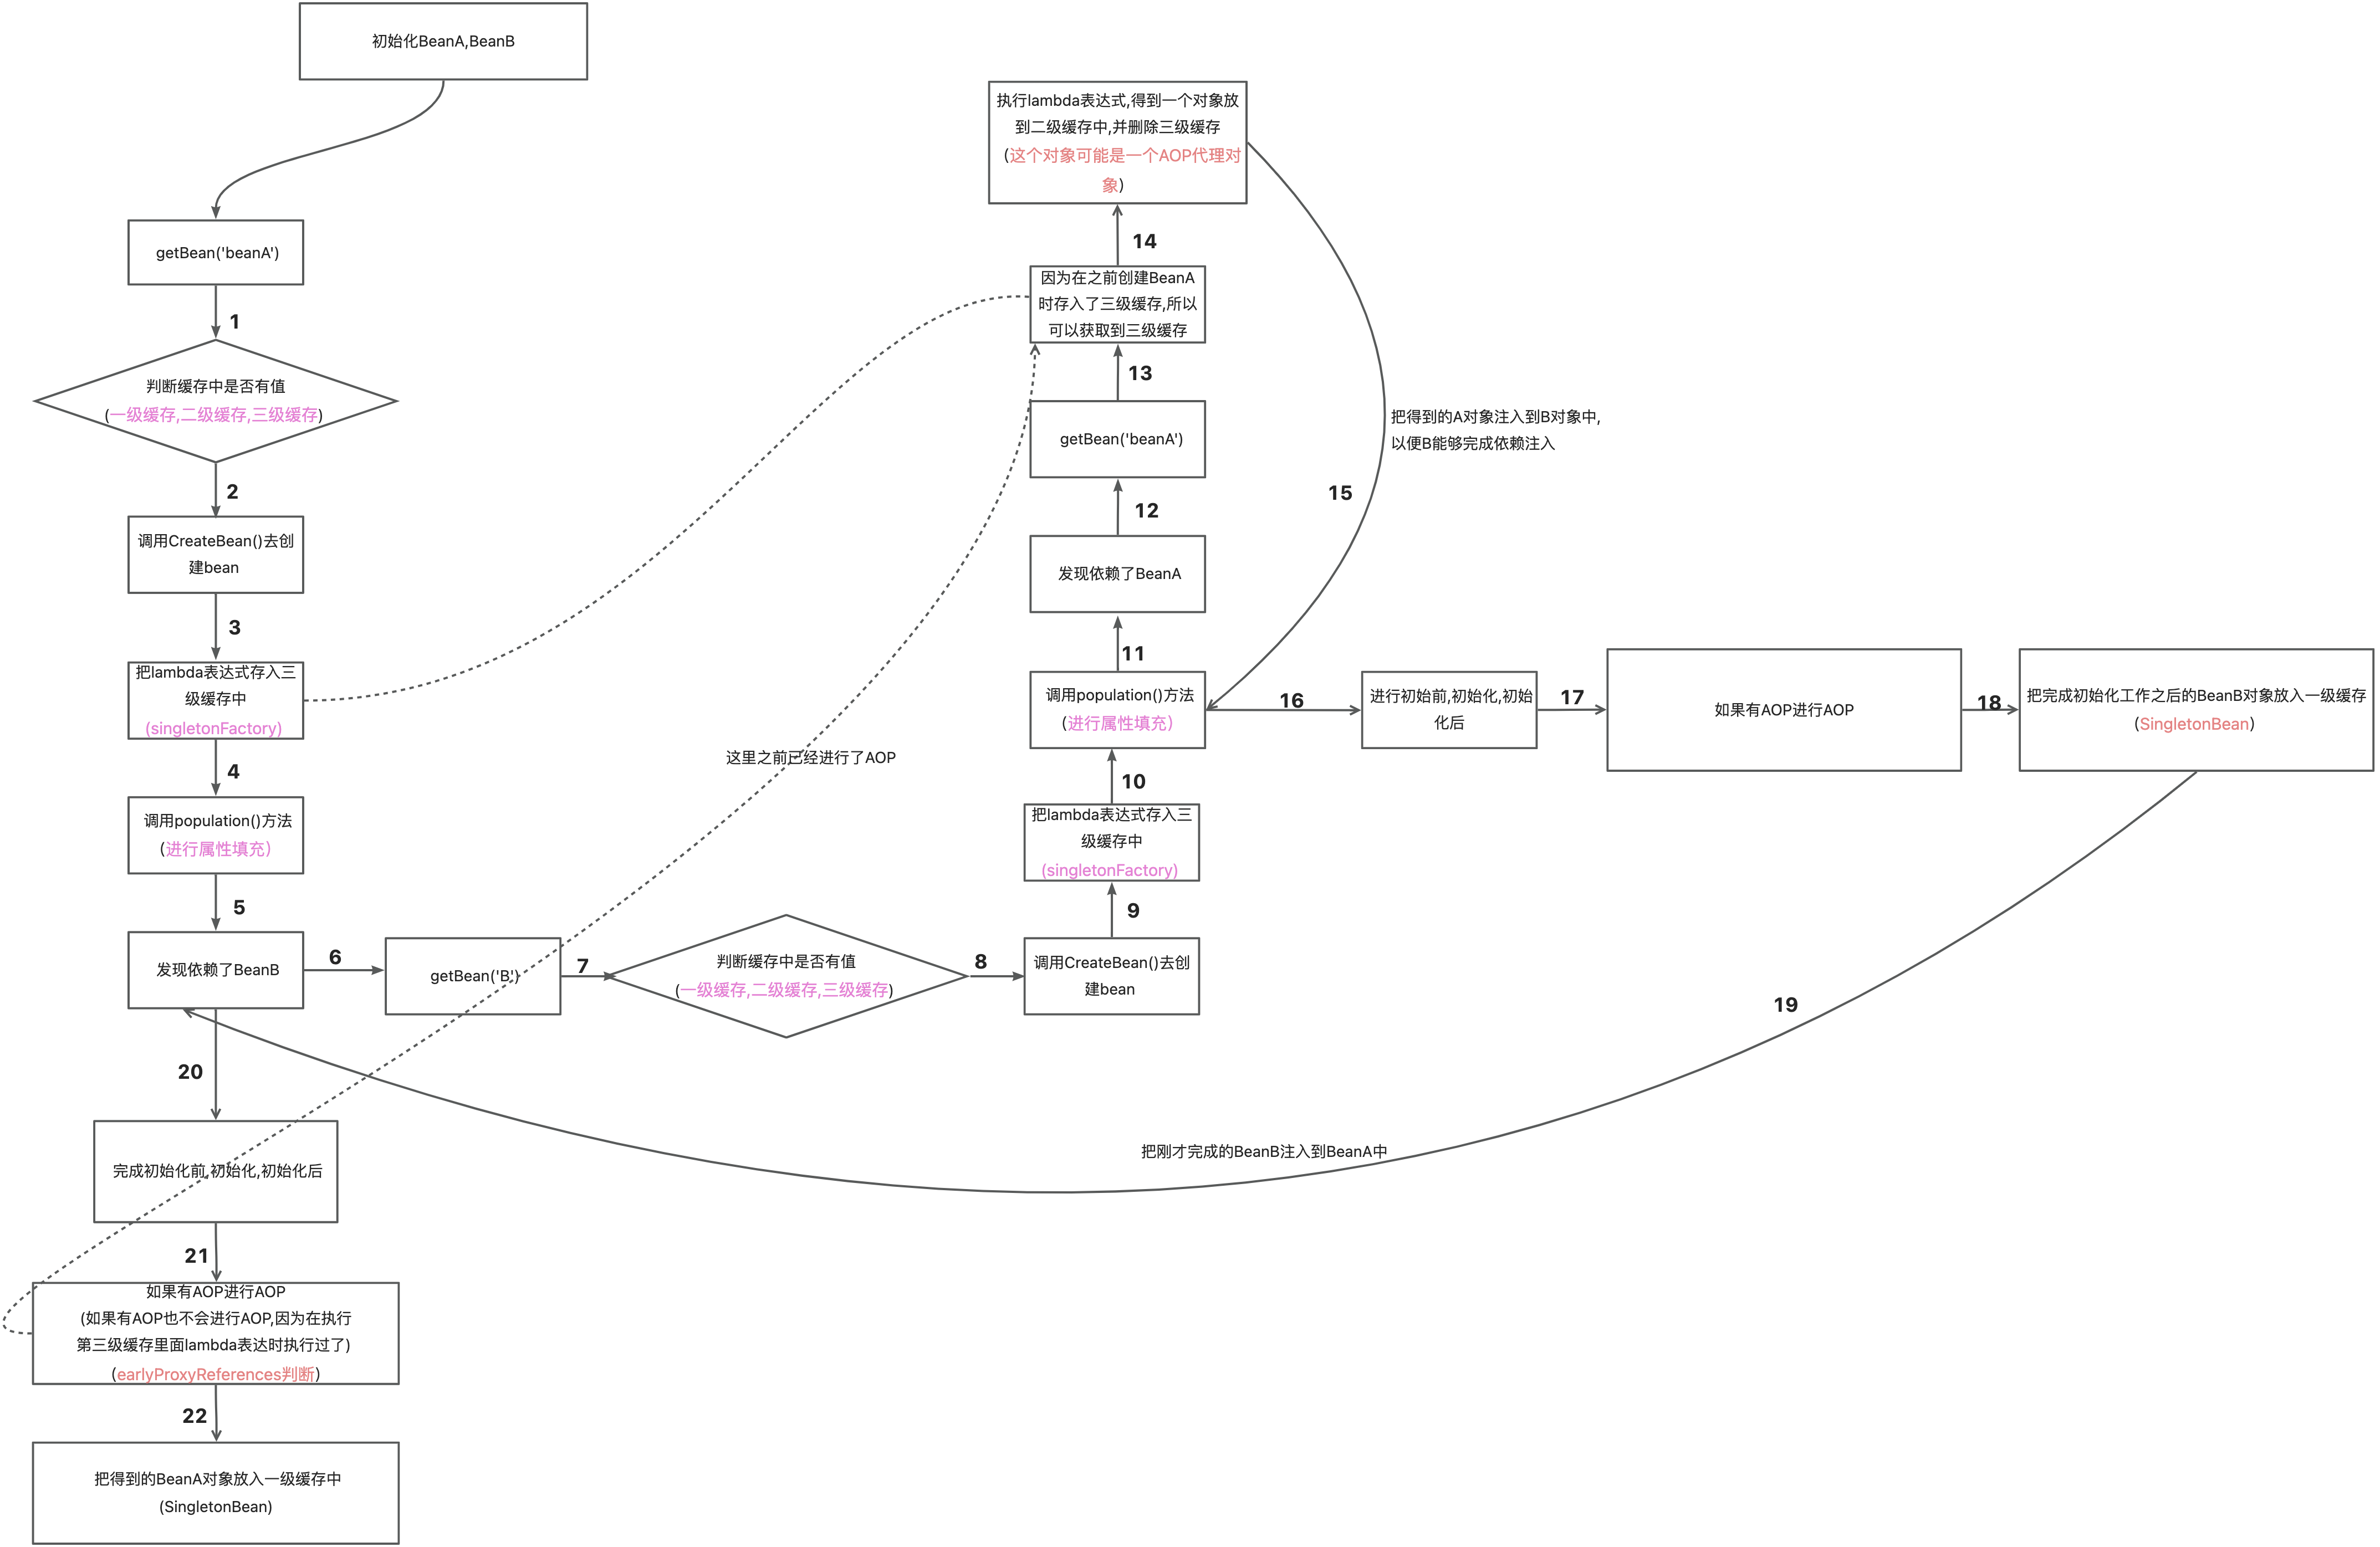 初始化BeanA,BeanB
getBean('beanA')
1
判断缓存中是否有值
(一级缓存,二级缓存,三级缓存)
2
调用CreateBean()去创
建bean
3
把lambda表达式存入三
级缓存中
(singletonFactory)
4
调用population()方法
(进行属性填充)
5
发现依赖了BeanB
6
getBean('B')
7
判断缓存中是否有值
(一级缓存,二级缓存,三级缓存)
8
调用CreateBean()去创
建bean
9
把lambda表达式存入三
级缓存中
(singletonFactory)
10
调用population()方法
(进行属性填充)
11
发现依赖了BeanA
12
getBean('beanA')
13
因为在之前创建BeanA
时存入了三级缓存,所以
可以获取到三级缓存
14
执行lambda表达式,得到一个对象放
到二级缓存中,并删除三级缓存
(这个对象可能是一个AOP代理对
象)
15
把得到的A对象注入到B对象中,
以便B能够完成依赖注入
16
进行初始前,初始化,初始
化后
17
如果有AOP进行AOP
18
把完成初始化工作之后的BeanB对象放入一级缓存
(SingletonBean)
19
把刚才完成的BeanB注入到BeanA中
这里之前已经进行了AOP
20
完成初始化前,初始化,初始化后
21
如果有AOP进行AOP
(如果有AOP也不会进行AOP,因为在执行
第三级缓存里面lambda表达时执行过了)
(earlyProxyReferences判断)
22
把得到的BeanA对象放入一级缓存中
(SingletonBean)